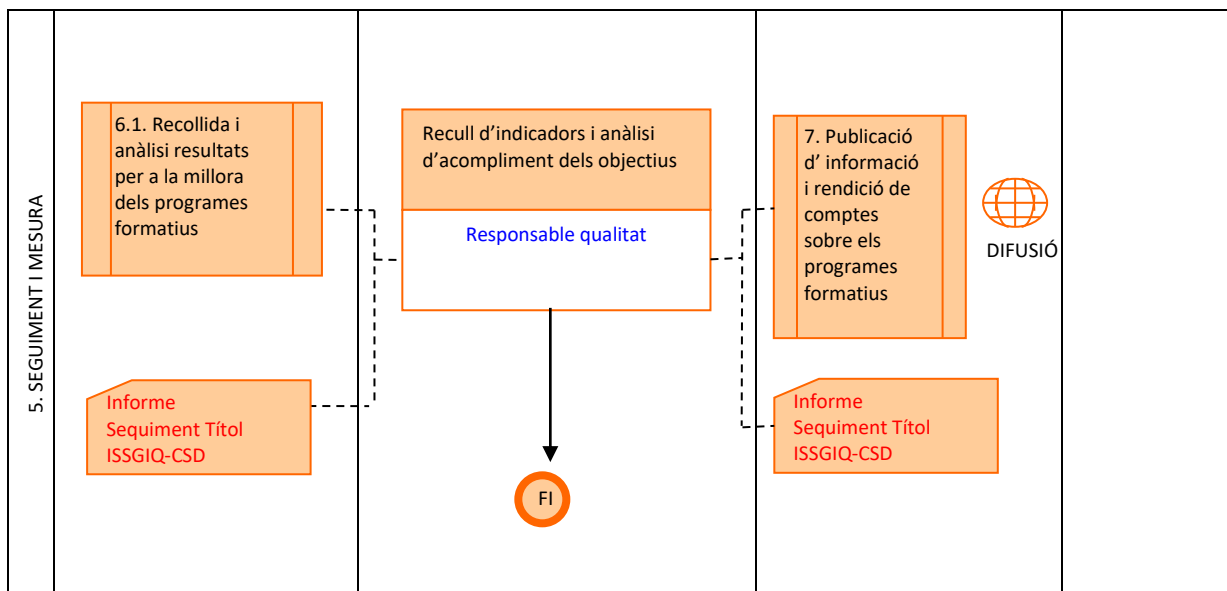 5. SEGUIMENT I MESURA
6.1. Recollida i
anàlisi resultats
per a la millora
dels programes
formatius
Informe
Sequiment Títol
ISSGIQ-CSD
Recull d’indicadors i anàlisi
d’acompliment dels objectius
Responsable qualitat
FI
7. Publicació
d’ informació
i rendició de
comptes
sobre els
programes
formatius
DIFUSIÓ
Informe
Sequiment Títol
ISSGIQ-CSD